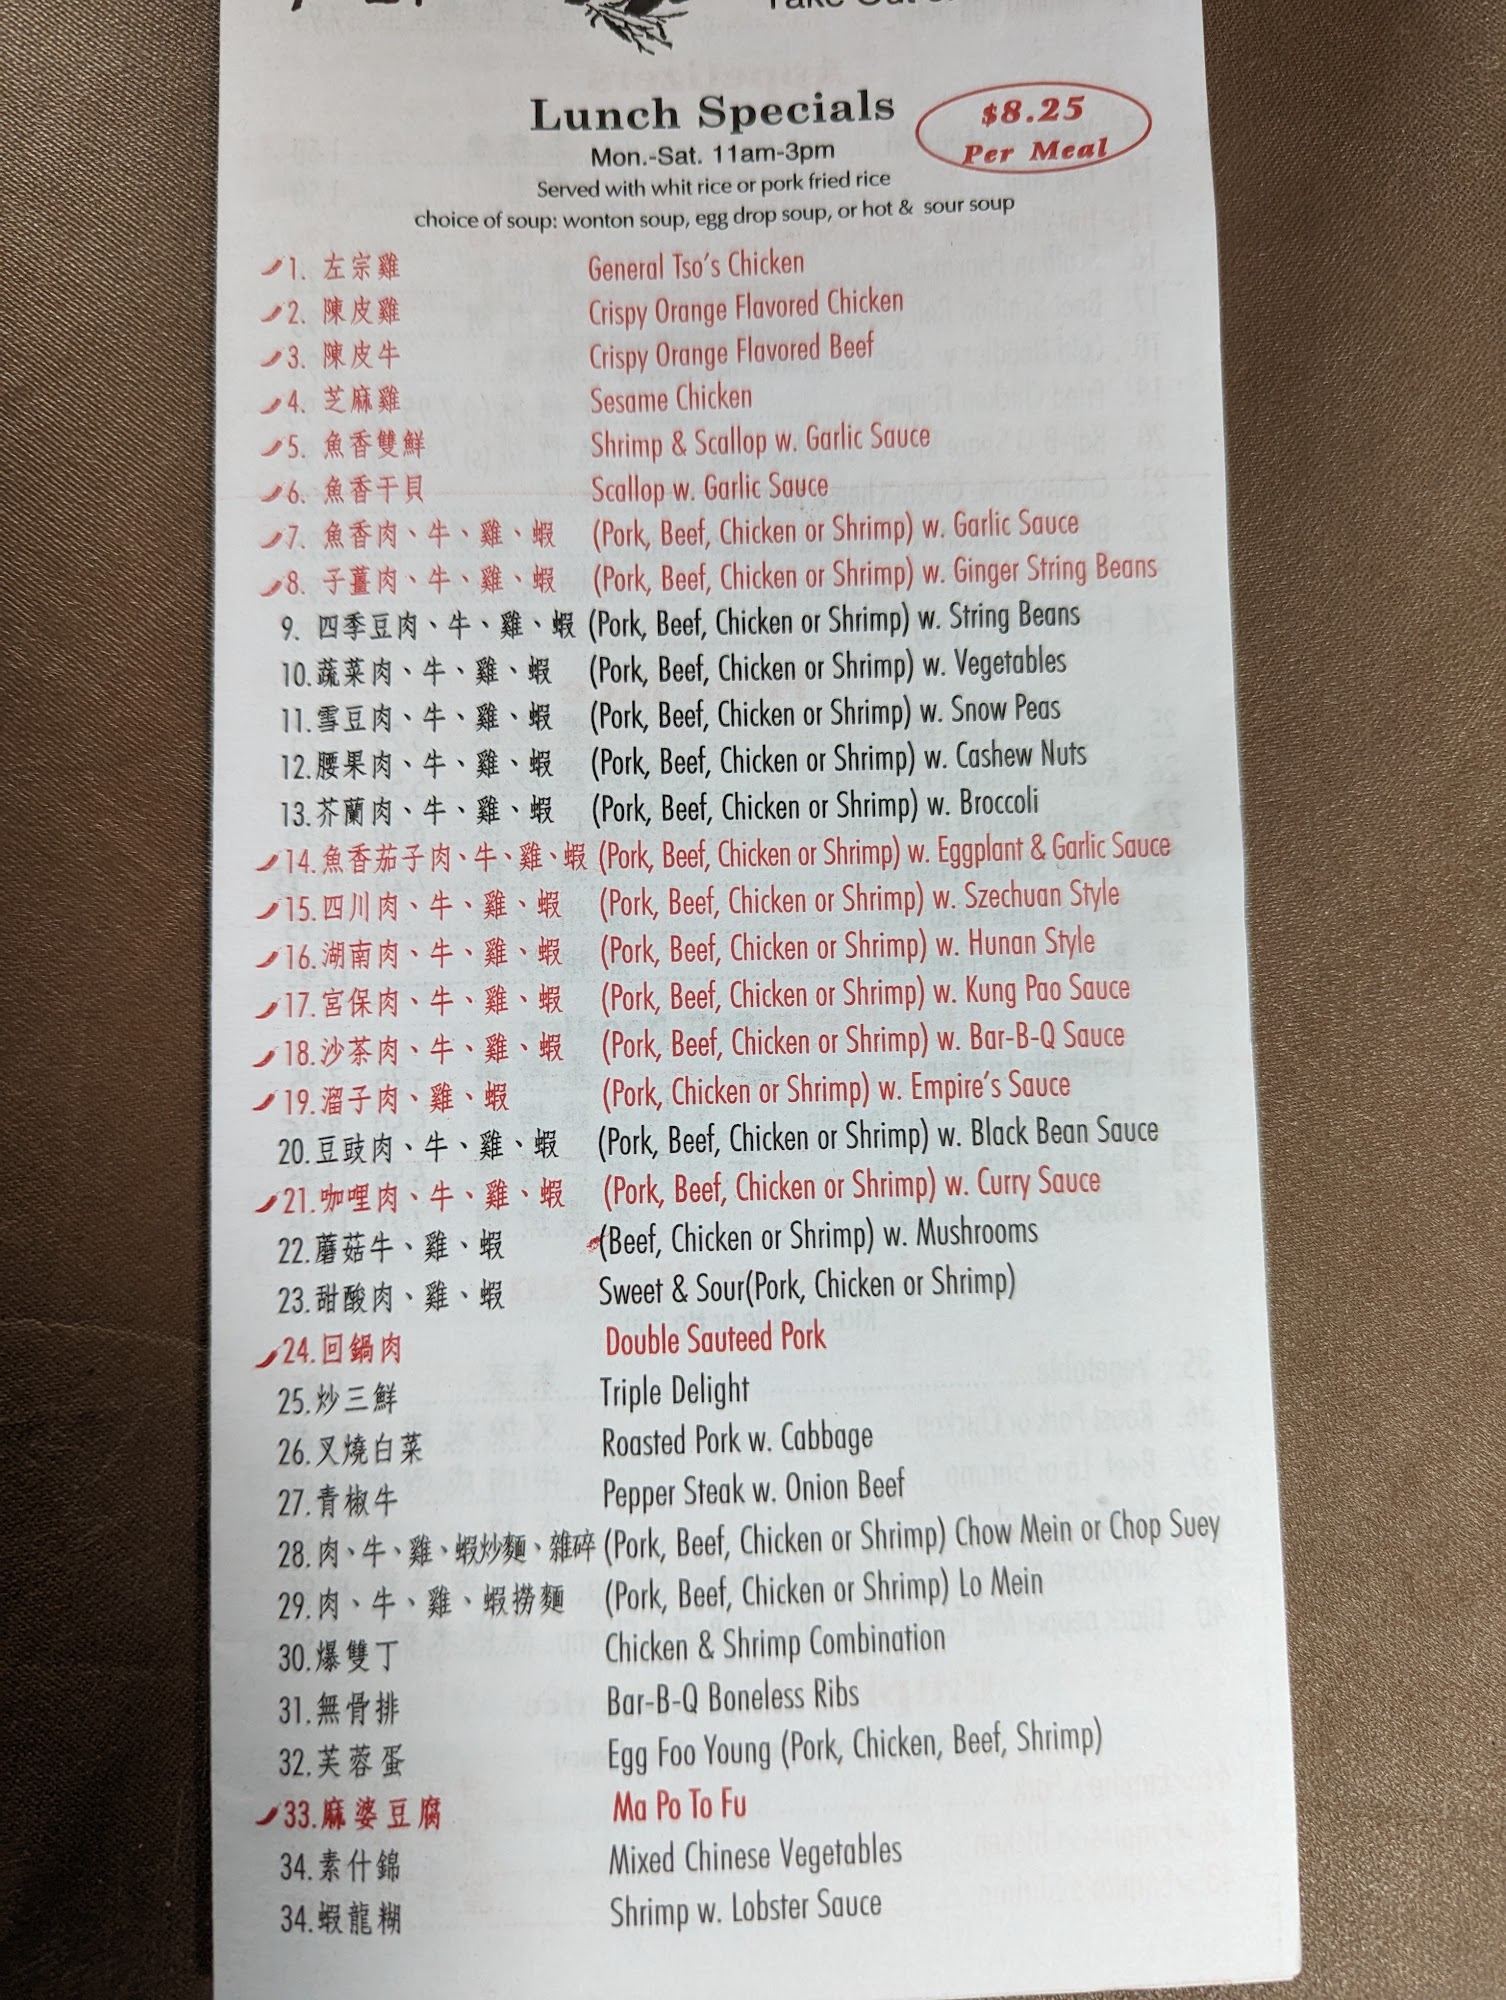 Lunch Specials
$8.25
Per Meal
Mon.-Sat. 11am-3pm
Served with whit rice or pork fried rice
choice of soup: wonton soup, egg drop soup, or hot & sour soup
1. 左宗雞 General Tso's Chicken
2. 陳皮雞 Crispy Orange Flavored Chicken
3. 陳皮牛 Crispy Orange Flavored Beef
4. 芝麻雞 Sesame Chicken
5. 魚香雙鮮 Shrimp & Scallop w. Garlic Sauce
6. 魚香干貝 Scallop w. Garlic Sauce
7. 魚香肉、牛、雞、蝦 (Pork, Beef, Chicken or Shrimp) w. Garlic Sauce
8. 子薑肉、牛、雞、蝦 (Pork, Beef, Chicken or Shrimp) w. Ginger String Beans
9. 四季豆肉、牛、雞、蝦 (Pork, Beef, Chicken or Shrimp) w. String Beans
10.蔬菜肉、牛、雞、蝦 (Pork, Beef, Chicken or Shrimp) w. Vegetables
11.雪豆肉、牛、雞、蝦 (Pork, Beef, Chicken or Shrimp) w. Snow Peas
12.腰果肉、牛、雞、蝦 (Pork, Beef, Chicken or Shrimp) w. Cashew Nuts
13.芥蘭肉、牛、雞、蝦 (Pork, Beef, Chicken or Shrimp) w. Broccoli
14.魚香茄子肉、牛、雞、蝦 (Pork, Beef, Chicken or Shrimp) w. Eggplant & Garlic Sauce
15.四川肉、牛、雞、蝦 (Pork, Beef, Chicken or Shrimp) w. Szechuan Style
16.湖南肉、牛、雞、蝦 (Pork, Beef, Chicken or Shrimp) w. Hunan Style
17.宮保肉、牛、雞、蝦 (Pork, Beef, Chicken or Shrimp) w. Kung Pao Sauce
18.沙茶肉、牛、雞、蝦 (Pork, Beef, Chicken or Shrimp) w. Bar-B-Q Sauce
19.溜子肉、雞、蝦 (Pork, Chicken or Shrimp) w. Empire's Sauce
20.豆豉肉、牛、雞、蝦 (Pork, Beef, Chicken or Shrimp) w. Black Bean Sauce
21.咖哩肉、牛、雞、蝦 (Pork, Beef, Chicken or Shrimp) w. Curry Sauce
22.蘑菇牛、雞、蝦 (Beef, Chicken or Shrimp) w. Mushrooms
23.甜酸肉、雞、蝦 Sweet & Sour(Pork, Chicken or Shrimp)
24.回鍋肉 Double Sauteed Pork
25.炒三鮮 Triple Delight
26.叉燒白菜 Roasted Pork w. Cabbage
27.青椒牛 Pepper Steak w. Onion Beef
28.肉、牛、雞、蝦炒麵、雜碎 (Pork, Beef, Chicken or Shrimp) Chow Mein or Chop Suey
29.肉、牛、雞、蝦撈麵 (Pork, Beef, Chicken or Shrimp) Lo Mein
30.爆雙丁 Chicken & Shrimp Combination
31.無骨排 Bar-B-Q Boneless Ribs
32.芙蓉蛋 Egg Foo Young (Pork, Chicken, Beef, Shrimp)
33.麻婆豆腐 Ma Po To Fu
34.素什錦 Mixed Chinese Vegetables
34.蝦龍糊 Shrimp w. Lobster Sauce